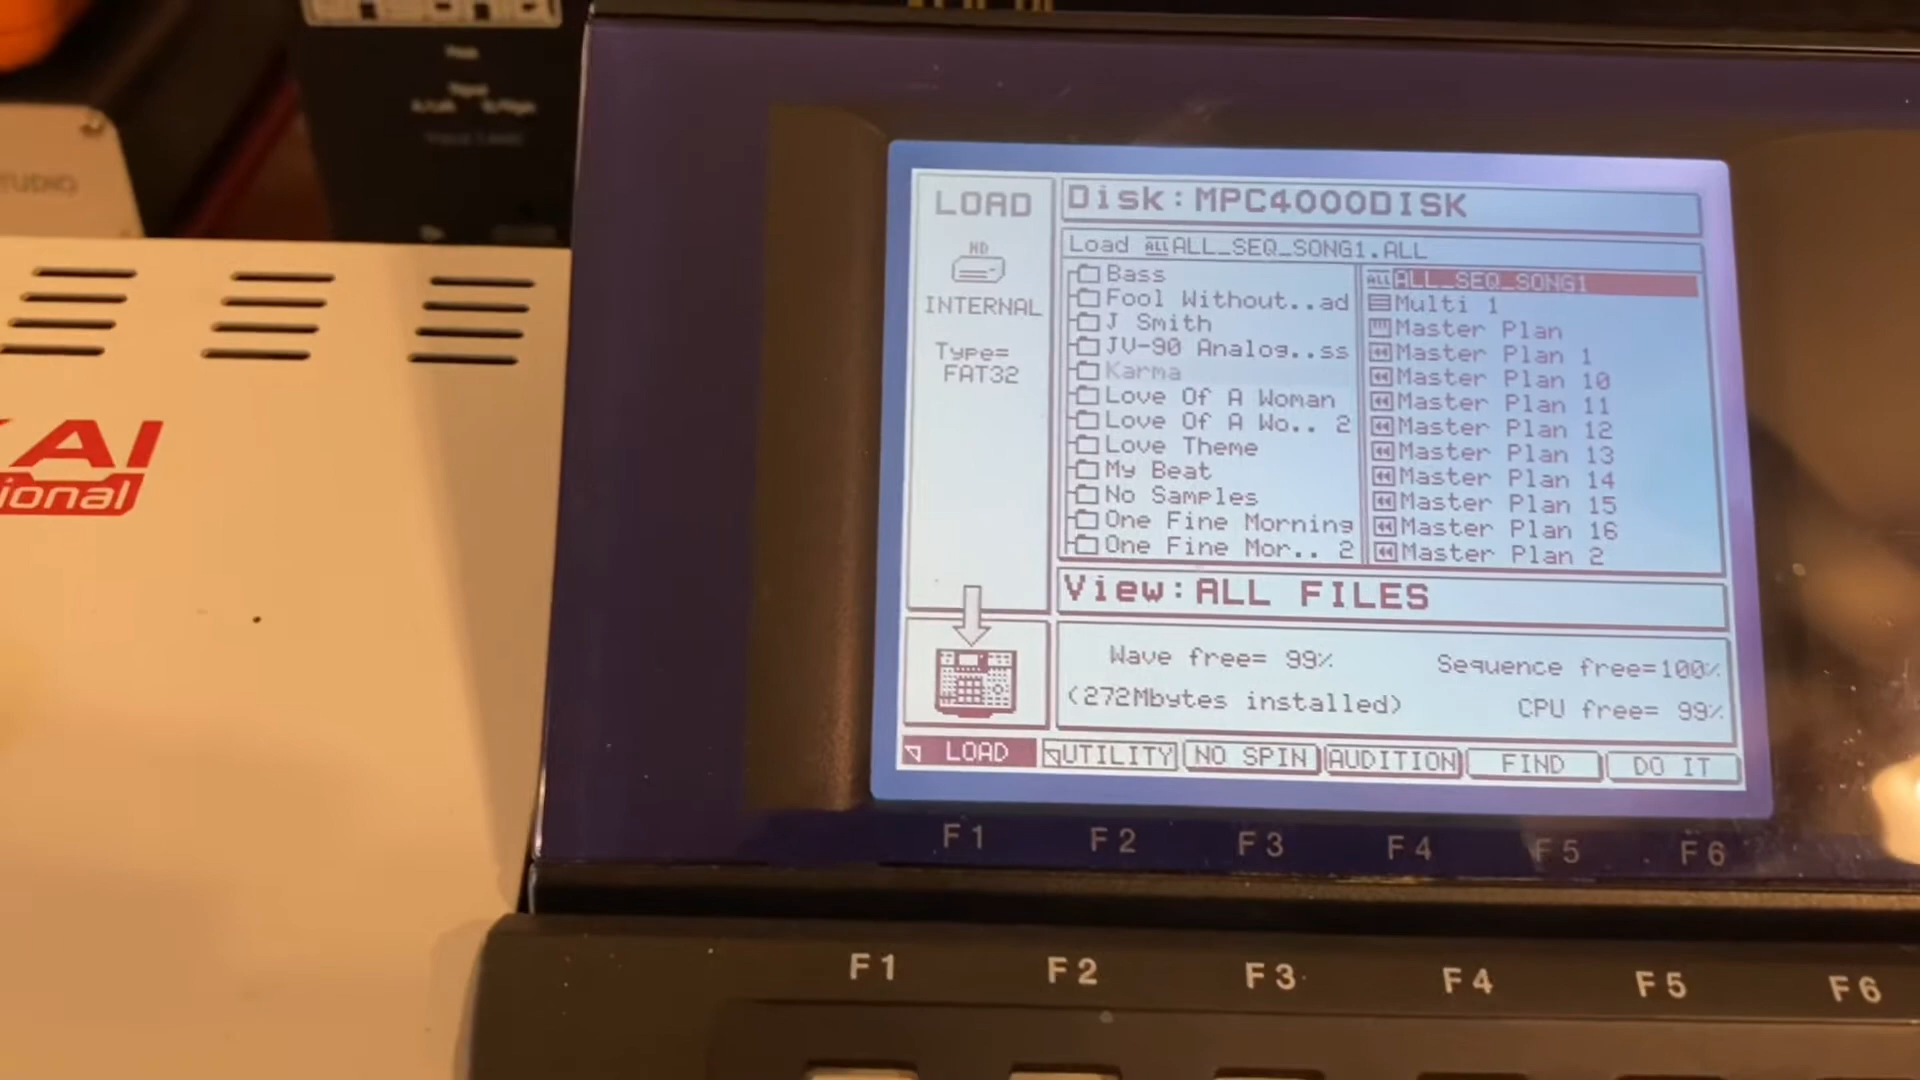 LOAD
HD
INTERNAL
Type=
FAT32
Disk:MPC4000DISK
Load ALL ALL_SEQ_SONG1.ALL
Bass
Fool Without..ad
J Smith
JV-90 Analog..ss
Karma
Love Of A Woman
Love Of A Wo.. 2
Love Theme
My Beat
No Samples
One Fine Morning
One Fine Mor.. 2
ALL ALL_SEQ_SONG1
Multi 1
Master Plan
Master Plan 1
Master Plan 10
Master Plan 11
Master Plan 12
Master Plan 13
Master Plan 14
Master Plan 15
Master Plan 16
Master Plan 2
View:ALL FILES
Wave free= 99%
(272Mbytes installed)
Sequence free=100%
CPU free= 99%
LOAD UTILITY NO SPIN AUDITION FIND DO IT
F1 F2 F3 F4 F5 F6
F1 F2 F3 F4 F5 F6
KAI
ional